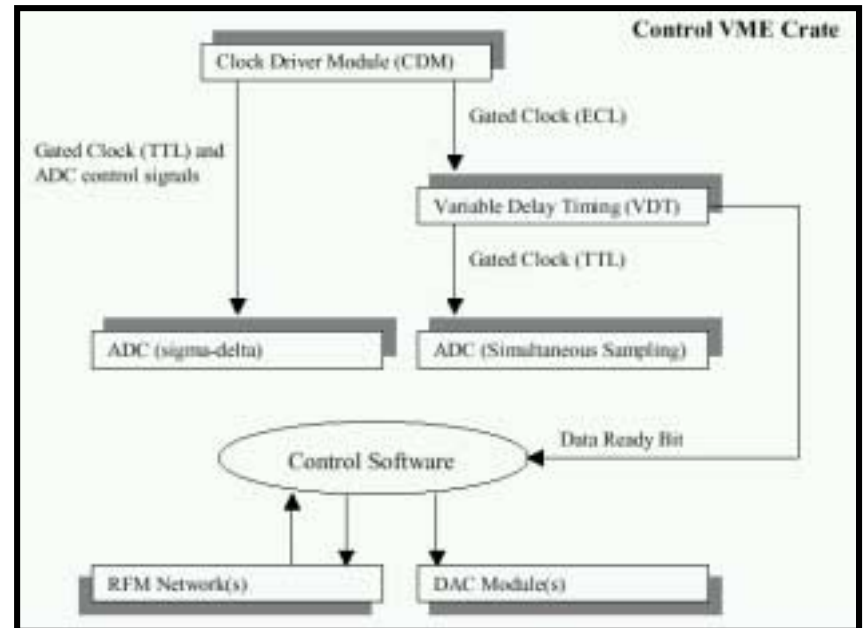 Control VME Crate
Clock Driver Module (CDM)
Gated Clock (ECL)
Gated Clock (TTL) and
ADC control signals
Variable Delay Timing (VDT)
Gated Clock (TTL)
ADC (sigma-delta)
ADC (Simultaneous Sampling)
Data Ready Bit
Control Software
RFM Network(s)
DAC Module(s)